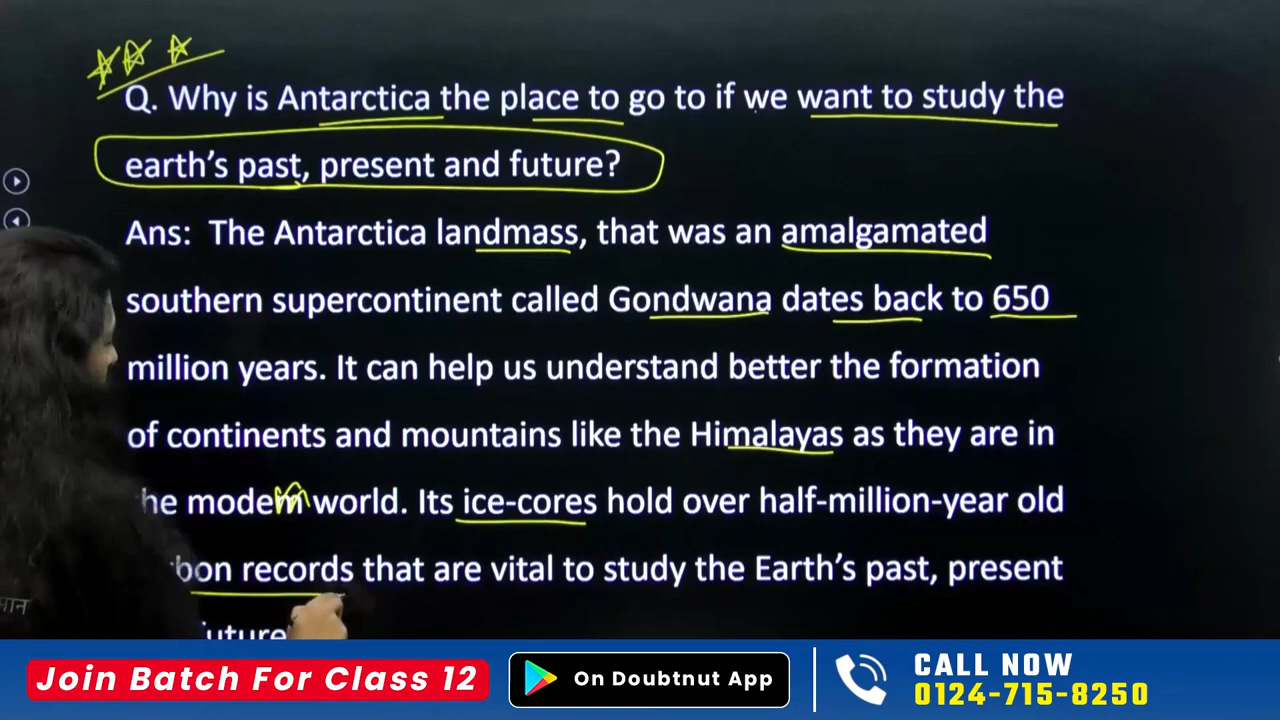 Q. Why is Antarctica the place to go to if we want to study the
earth's past, present and future?
Ans: The Antarctica landmass, that was an amalgamated
southern supercontinent called Gondwana dates back to 650
million years. It can help us understand better the formation
of continents and mountains like the Himalayas as they are in
he modern world. Its ice-cores hold over half-million-year old
bon records that are vital to study the Earth's past, present
future
मान
Join Batch For Class 12
On Doubtnut App
CALL NOW
0124-715-8250